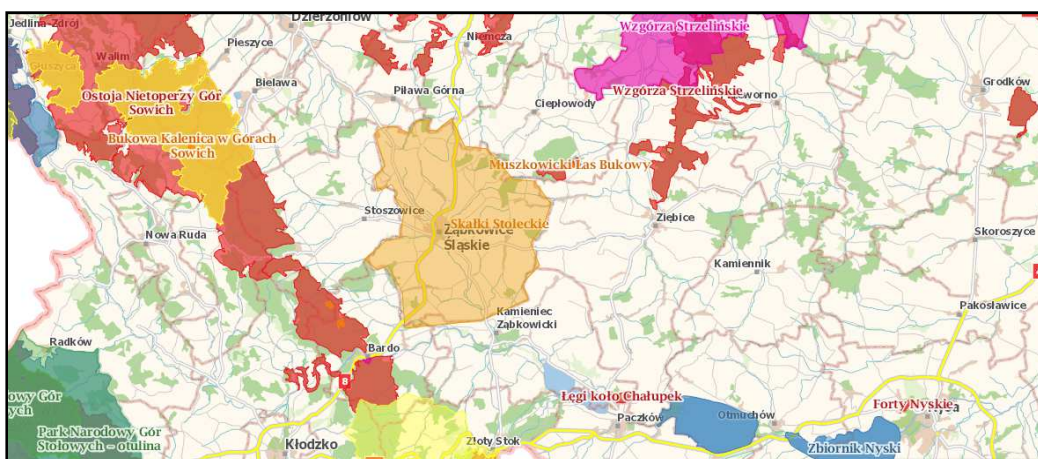 Jedlina-Zdrój
Dzierżoniów
Walim
Pieszyce
Niemcza
Wzgórza Strzelińskie
Głuszyca
Ostoja Nietoperzy Gór
Sowich
Bielawa
Piława Górna
Wzgórza Strzelińskie
Grodków
Ciepłowody
Bukowa Kalenica w Górach
Sowich
Muszkowicki Las Bukowy
Stoszowice
Skałki Stoleckie
Ząbkowice
Śląskie
Ziębice
Nowa Ruda
Skoroszyce
Kamiennik
Pakosławice
Kamieniec
Ząbkowicki
Radków
Bardo
8
Łęgi koło Chałupek
Paczków
Otmuchów
Forty Nyskie
Park Narodowy Gór
Stołowych – otulina
Kłodzko
Złoty Stok
Zbiornik Nyski